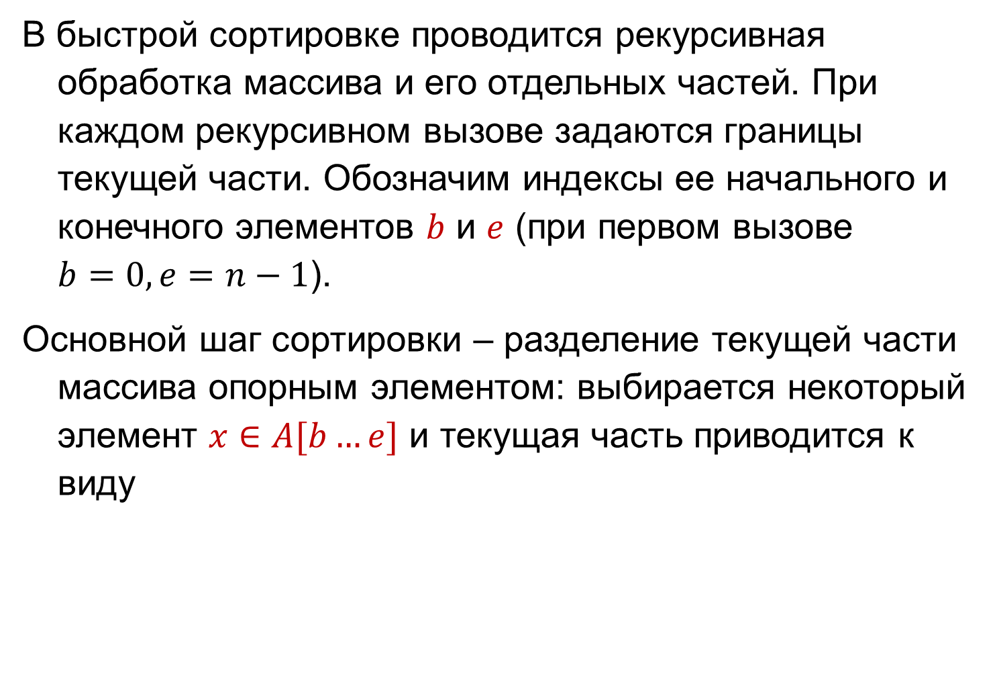 В быстрой сортировке проводится рекурсивная
обработка массива и его отдельных частей. При
каждом рекурсивном вызове задаются границы
текущей части. Обозначим индексы ее начального и
конечного элементов b и e (при первом вызове
b = 0, e = n − 1).
Основной шаг сортировки – разделение текущей части
массива опорным элементом: выбирается некоторый
элемент x ∈ A[b … e] и текущая часть приводится к
виду